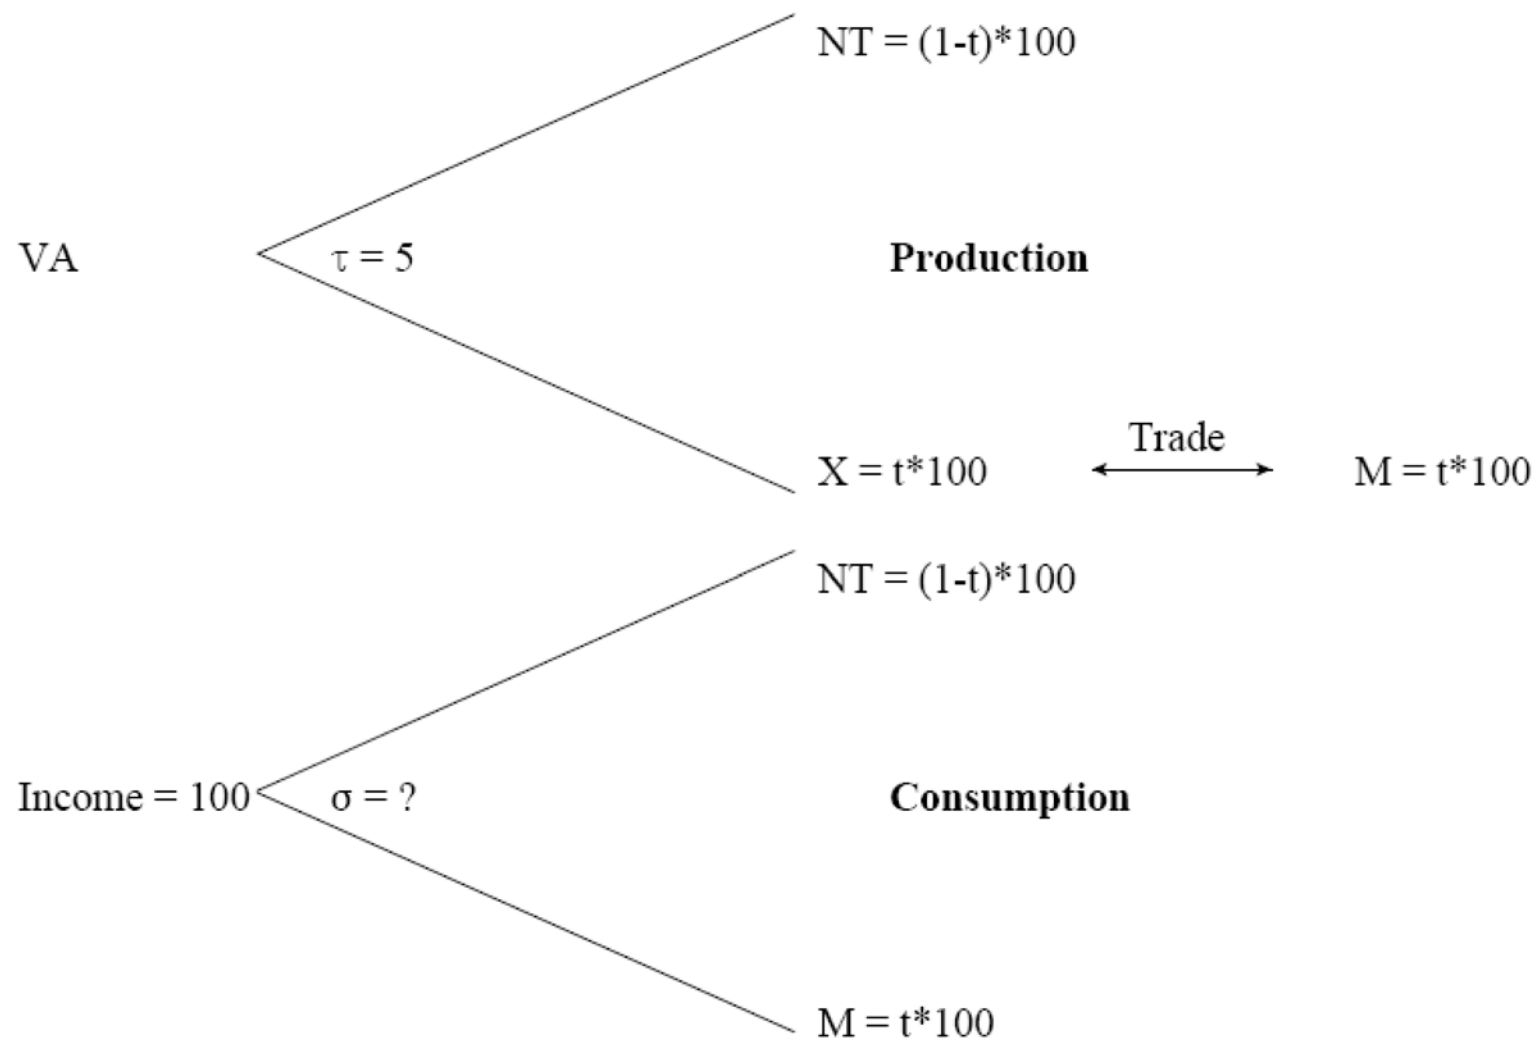 NT = (1-t)*100
VA
τ = 5
Production
Trade
X = t*100
M = t*100
NT = (1-t)*100
Income = 100
σ = ?
Consumption
M = t*100